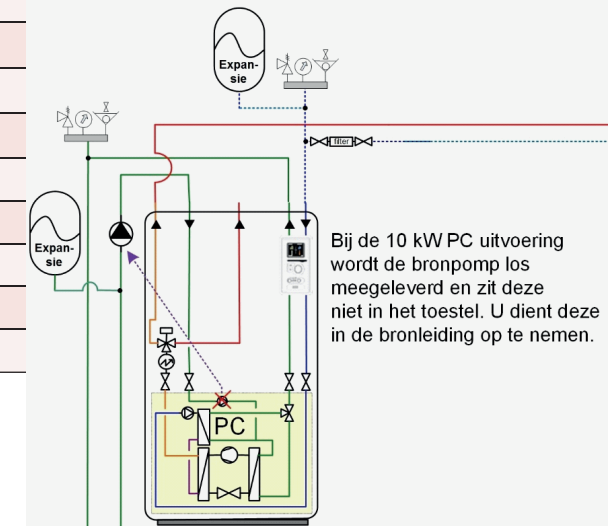 Expan-
sie
filter
Expan-
sie
Bij de 10 kW PC uitvoering
wordt de bronpomp los
meegeleverd en zit deze
niet in het toestel. U dient deze
in de bronleiding op te nemen.
PC